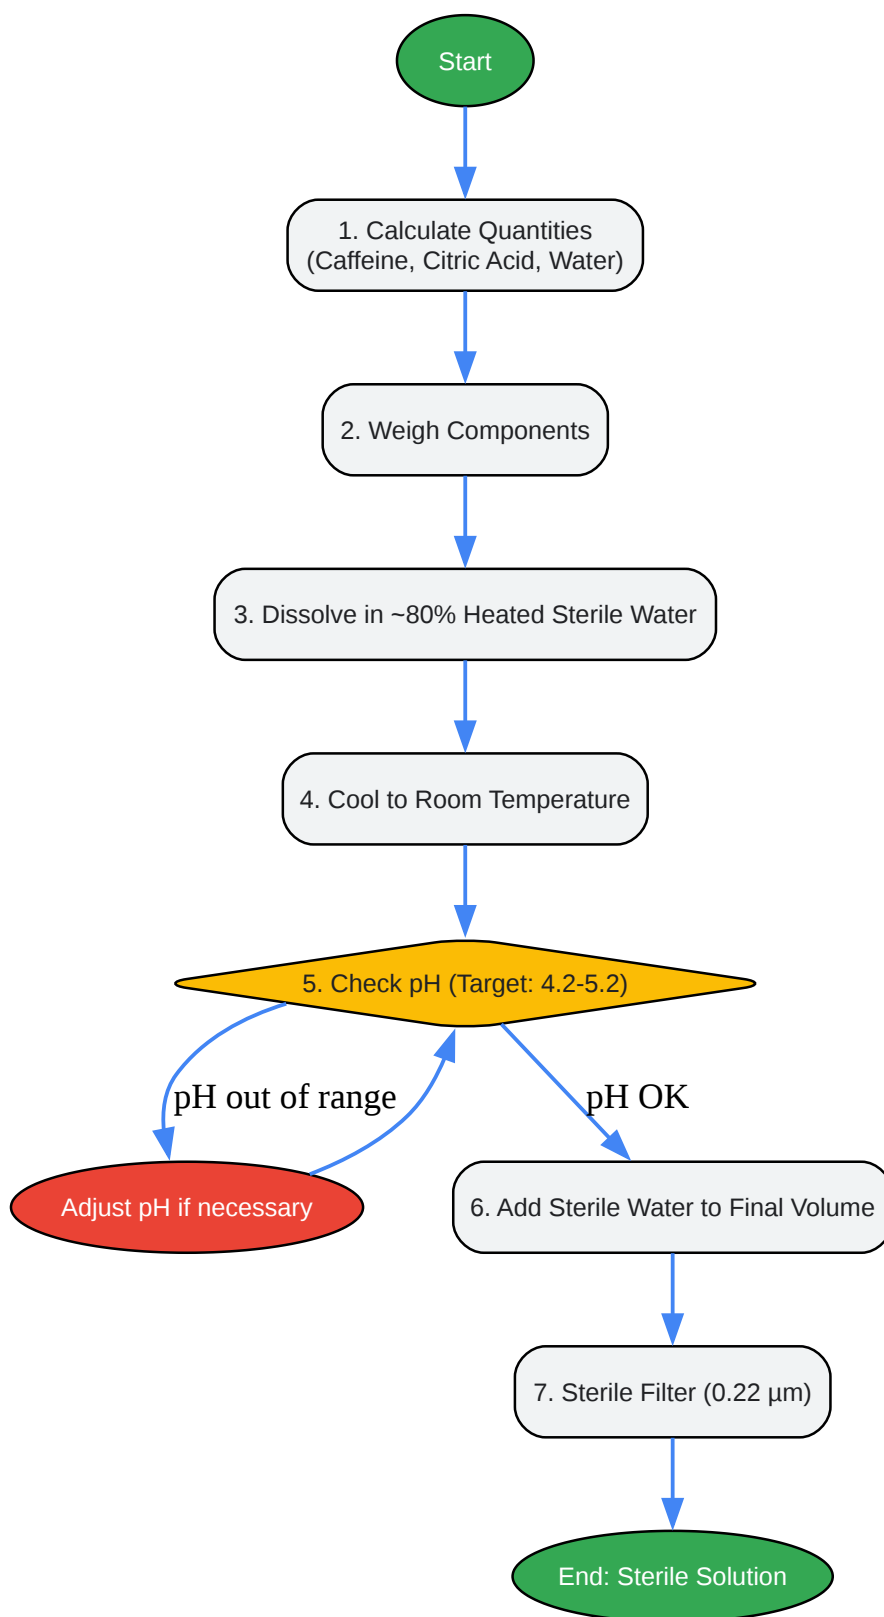 Start
1. Calculate Quantities
(Caffeine, Citric Acid, Water)
2. Weigh Components
3. Dissolve in ~80% Heated Sterile Water
4. Cool to Room Temperature
5. Check pH (Target: 4.2-5.2)
pH out of range
pH OK
Adjust pH if necessary
6. Add Sterile Water to Final Volume
7. Sterile Filter (0.22 µm)
End: Sterile Solution